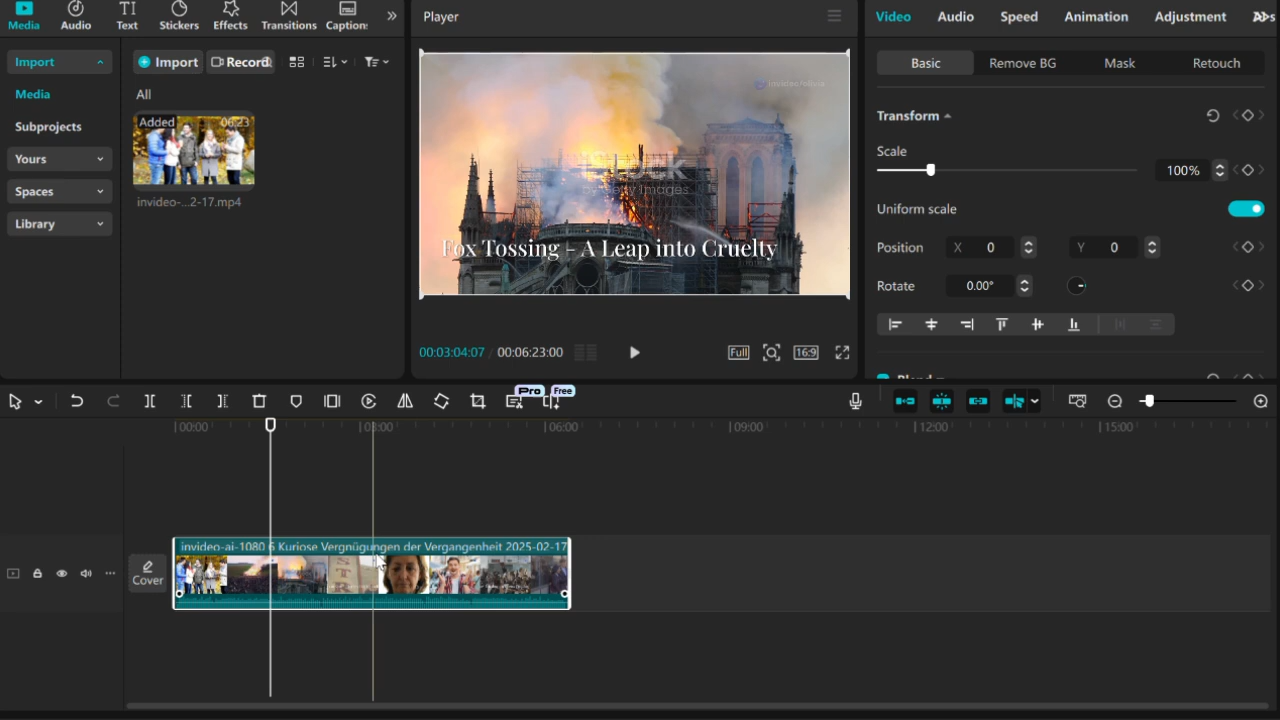 Media
Audio
Text
Stickers
Effects
Transitions
Captions
Player
Video
Audio
Speed
Animation
Adjustment
Import
Import
Record
Basic
Remove BG
Mask
Retouch
Media
All
Subprojects
Added
06:23
Transform
Yours
Scale
100%
Spaces
invideo-...2-17.mp4
Uniform scale
Library
by Getty Images
Fox Tossing - A Leap into Cruelty
Position
X 0
Y 0
Rotate
0.00°
00:03:04:07 / 00:06:23:00
Full
16:9
Pro
Free
00:00
03:00
06:00
09:00
12:00
15:00
invideo-ai-1080 6 Kuriose Vergnügungen der Vergangenheit 2025-02-17
Cover